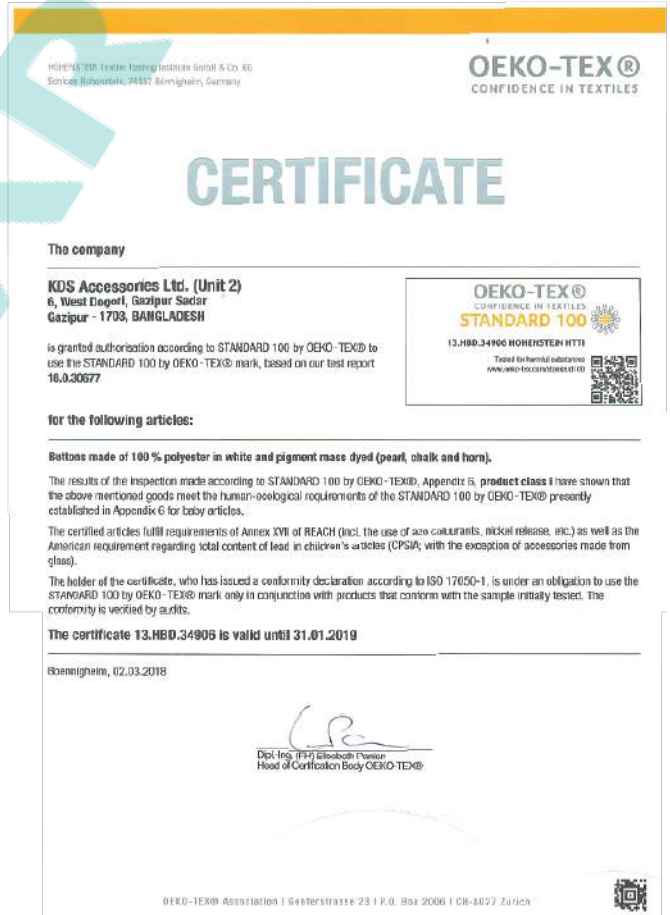 HOHENSTEIN Textile Testing Institute GmbH & Co. KG
Schloss Hohenstein, 74357 Bönnigheim, Germany
OEKO-TEX®
CONFIDENCE IN TEXTILES
CERTIFICATE
The company
KDS Accessories Ltd. (Unit 2)
6, West Dogori, Gazipur Sadar
Gazipur - 1703, BANGLADESH
is granted authorisation according to STANDARD 100 by OEKO-TEX® to
use the STANDARD 100 by OEKO-TEX® mark, based on our test report
18.0.30677
OEKO-TEX®
CONFIDENCE IN TEXTILES
STANDARD 100
13.HBD.34906 HOHENSTEIN HTTI
Tested for harmful substances
www.oeko-tex.com/standard100
for the following articles:
Buttons made of 100 % polyester in white and pigment mass dyed (pearl, chalk and horn).
The results of the inspection made according to STANDARD 100 by OEKO-TEX®, Appendix 6, product class I have shown that
the above mentioned goods meet the human-ecological requirements of the STANDARD 100 by OEKO-TEX® presently
established in Appendix 6 for baby articles.
The certified articles fulfil requirements of Annex XVII of REACH (incl. the use of azo colourants, nickel release, etc.) as well as the
American requirement regarding total content of lead in children's articles (CPSIA; with the exception of accessories made from
glass).
The holder of the certificate, who has issued a conformity declaration according to ISO 17050-1, is under an obligation to use the
STANDARD 100 by OEKO-TEX® mark only in conjunction with products that conform with the sample initially tested. The
conformity is verified by audits.
The certificate 13.HBD.34906 is valid until 31.01.2019
Boennigheim, 02.03.2018
Dipl.-Ing. (FH) Elisabeth
Head of Certification Body OEKO-TEX®
OEKO-TEX® Association | Genferstrasse 23 | P.O. Box 2006 | CH-8027 Zurich